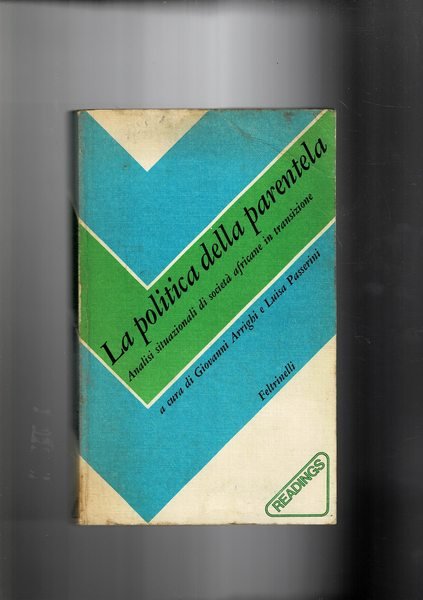 La politica della parentela
Analisi situazionali di società africane in transizione
a cura di Giovanni Arrighi e Luisa Passerini
Feltrinelli
READINGS